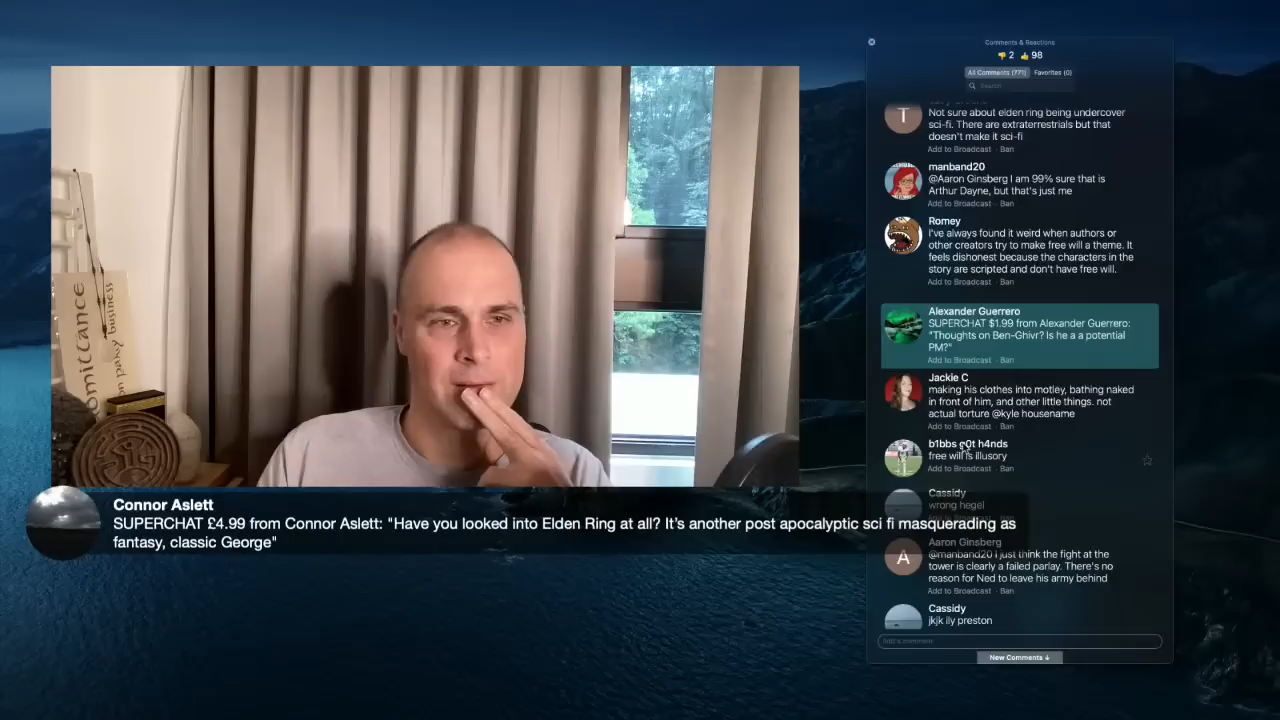 omittance
on pawy business
Connor Aslett
SUPERCHAT £4.99 from Connor Aslett: "Have you looked into Elden Ring at all? It's another post apocalyptic sci fi masquerading as
fantasy, classic George"
Comments & Reactions
👎 2 👍 98
All Comments (771) Favorites (0)
Search
T
Not sure about elden ring being undercover
sci-fi. There are extraterrestrials but that
doesn't make it sci-fi
Add to Broadcast · Ban
manband20
@Aaron Ginsberg I am 99% sure that is
Arthur Dayne, but that's just me
Add to Broadcast · Ban
Romey
I've always found it weird when authors or
other creators try to make free will a theme. It
feels dishonest because the characters in the
story are scripted and don't have free will.
Add to Broadcast · Ban
Alexander Guerrero
SUPERCHAT $1.99 from Alexander Guerrero:
"Thoughts on Ben-Ghivr? Is he a a potential
PM?"
Add to Broadcast · Ban
Jackie C
making his clothes into motley, bathing naked
in front of him, and other little things. not
actual torture @kyle housename
Add to Broadcast · Ban
b1bbs g0t h4nds
free will is illusory
Add to Broadcast · Ban
Cassidy
wrong hegel
Aaron Ginsberg
A
@manband20 I just think the fight at the
tower is clearly a failed parlay. There's no
reason for Ned to leave his army behind
Add to Broadcast · Ban
Cassidy
jkjk ily preston
Add a comment
New Comments ↓